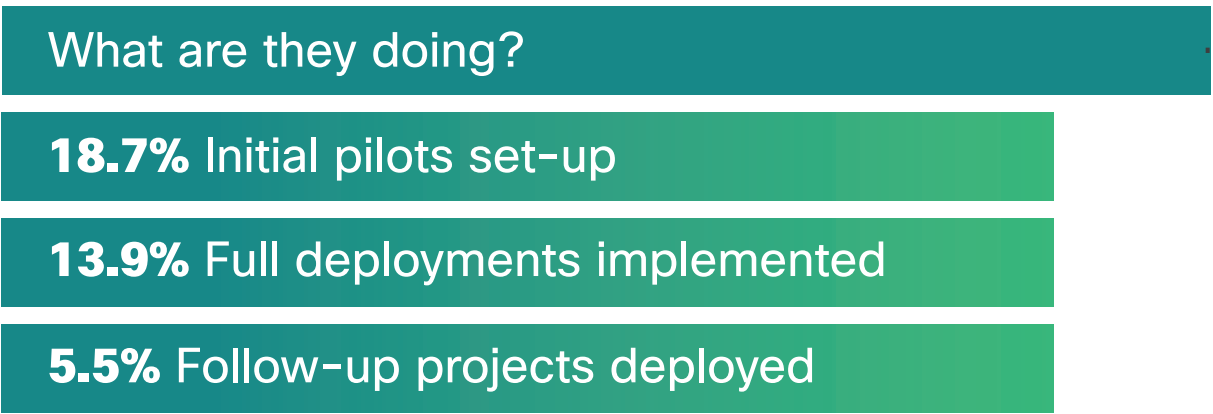 What are they doing?
18.7% Initial pilots set-up
13.9% Full deployments implemented
5.5% Follow-up projects deployed